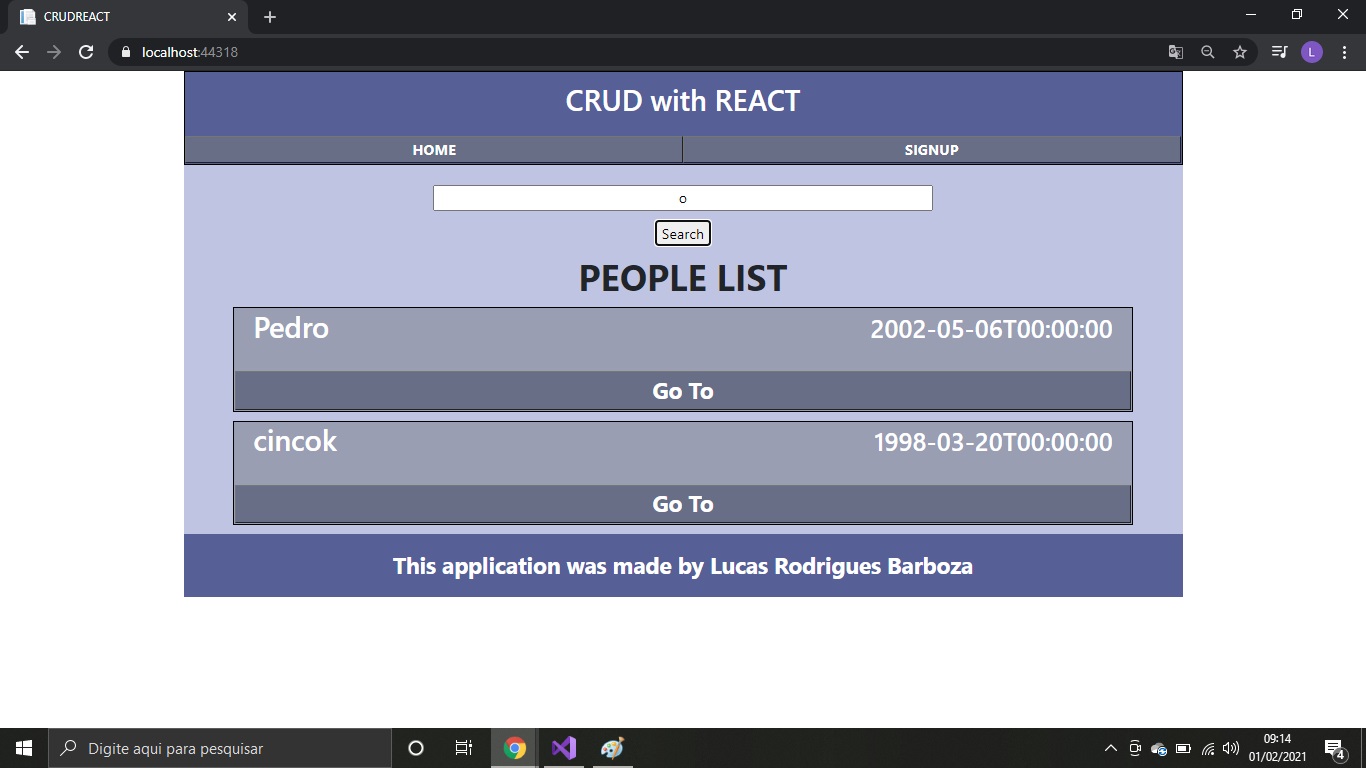 CRUDREACT
localhost:44318
L
CRUD with REACT
HOME SIGNUP
o
Search
PEOPLE LIST
Pedro 2002-05-06T00:00:00
Go To
cincok 1998-03-20T00:00:00
Go To
This application was made by Lucas Rodrigues Barboza
Digite aqui para pesquisar
09:14
01/02/2021
4